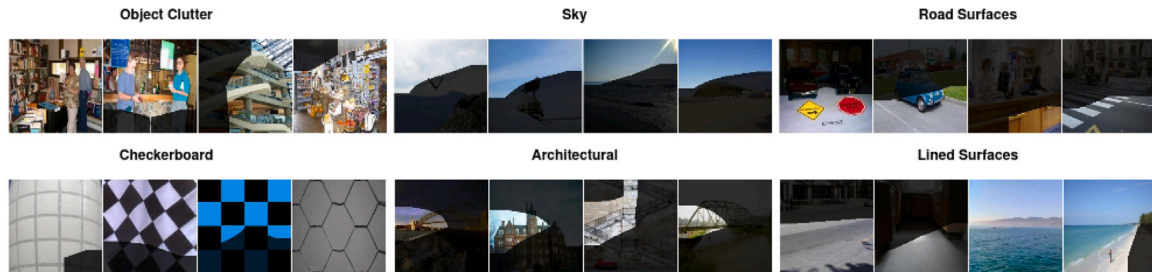 Object Clutter
Sky
Road Surfaces
Checkerboard
Architectural
Lined Surfaces